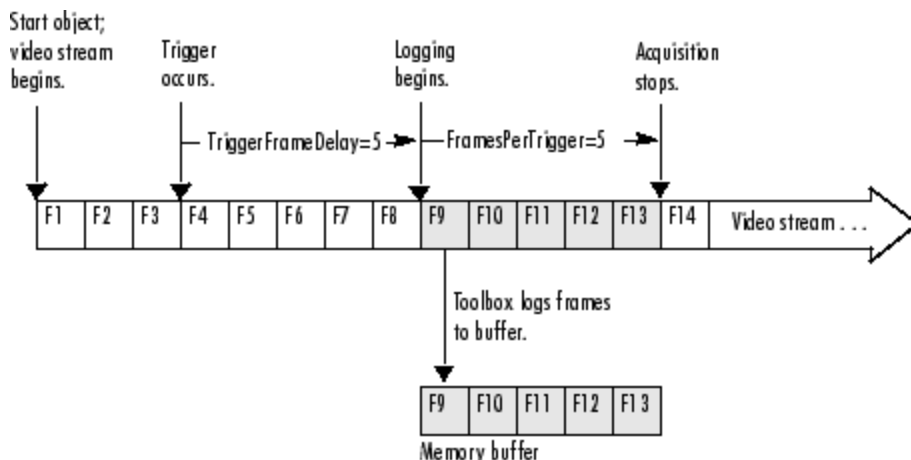 Start object;
video stream
begins.
Trigger
occurs.
Logging
begins.
Acquisition
stops.
TriggerFrameDelay=5
FramesPerTrigger=5
F1 F2 F3 F4 F5 F6 F7 F8 F9 F10 F11 F12 F13 F14 Video stream . . .
Toolbox logs frames
to buffer.
F9 F10 F11 F12 F13
Memory buffer